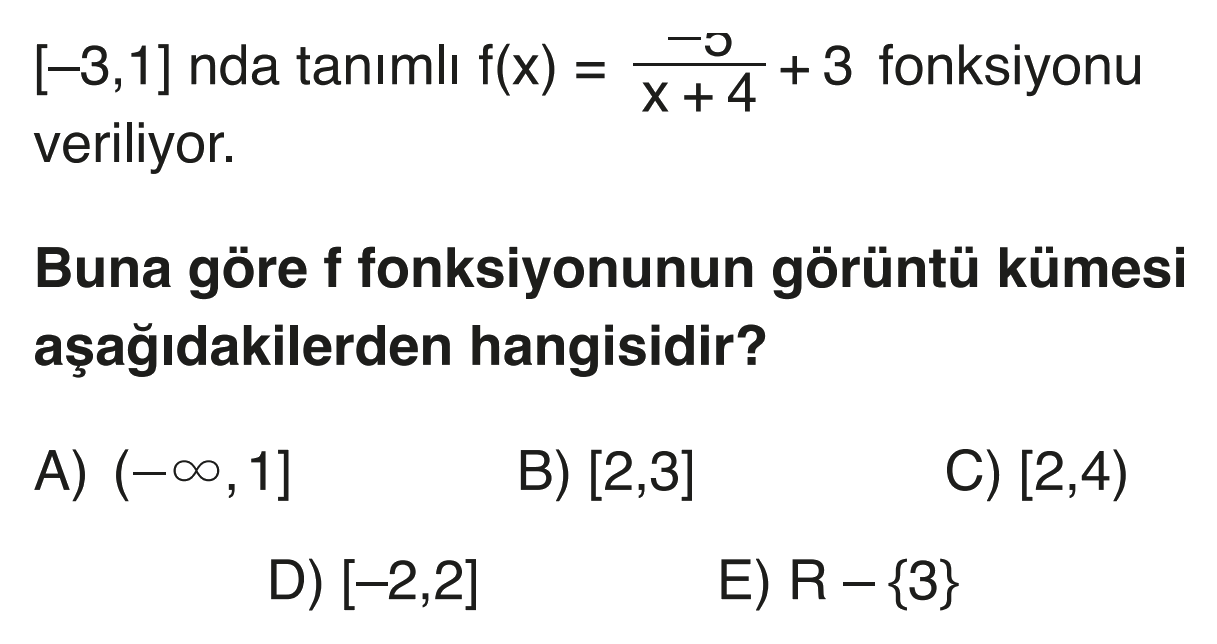 [–3,1] nda tanımlı f(x) = −5 / (x + 4) + 3 fonksiyonu
veriliyor.
Buna göre f fonksiyonunun görüntü kümesi
aşağıdakilerden hangisidir?
A) (−∞, 1] B) [2,3] C) [2,4)
D) [–2,2] E) R – {3}